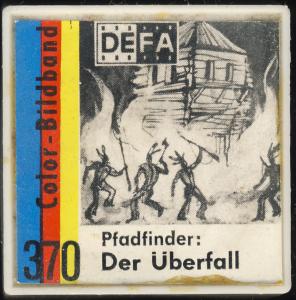 DEFA
Color-Bildband
370
Pfadfinder:
Der Überfall